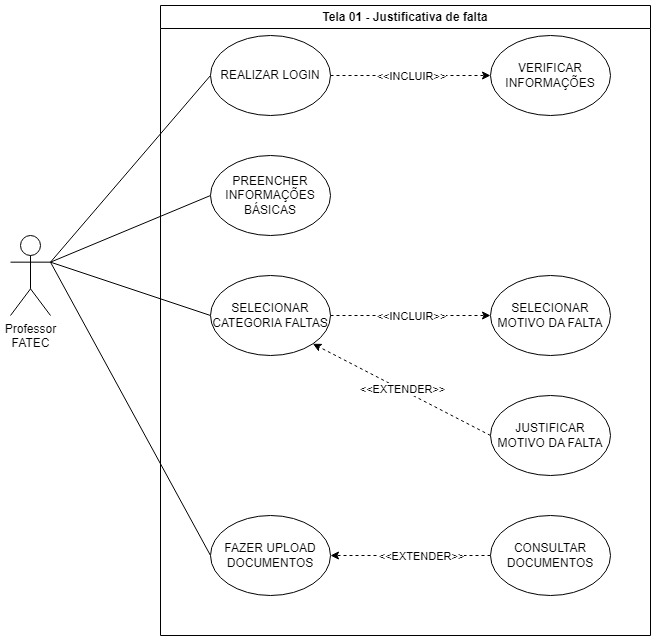 Tela 01 - Justificativa de falta
REALIZAR LOGIN
<<INCLUIR>>
VERIFICAR
INFORMAÇÕES
PREENCHER
INFORMAÇÕES
BÁSICAS
Professor
FATEC
SELECIONAR
CATEGORIA FALTAS
<<INCLUIR>>
SELECIONAR
MOTIVO DA FALTA
<<EXTENDER>>
JUSTIFICAR
MOTIVO DA FALTA
FAZER UPLOAD
DOCUMENTOS
<<EXTENDER>>
CONSULTAR
DOCUMENTOS